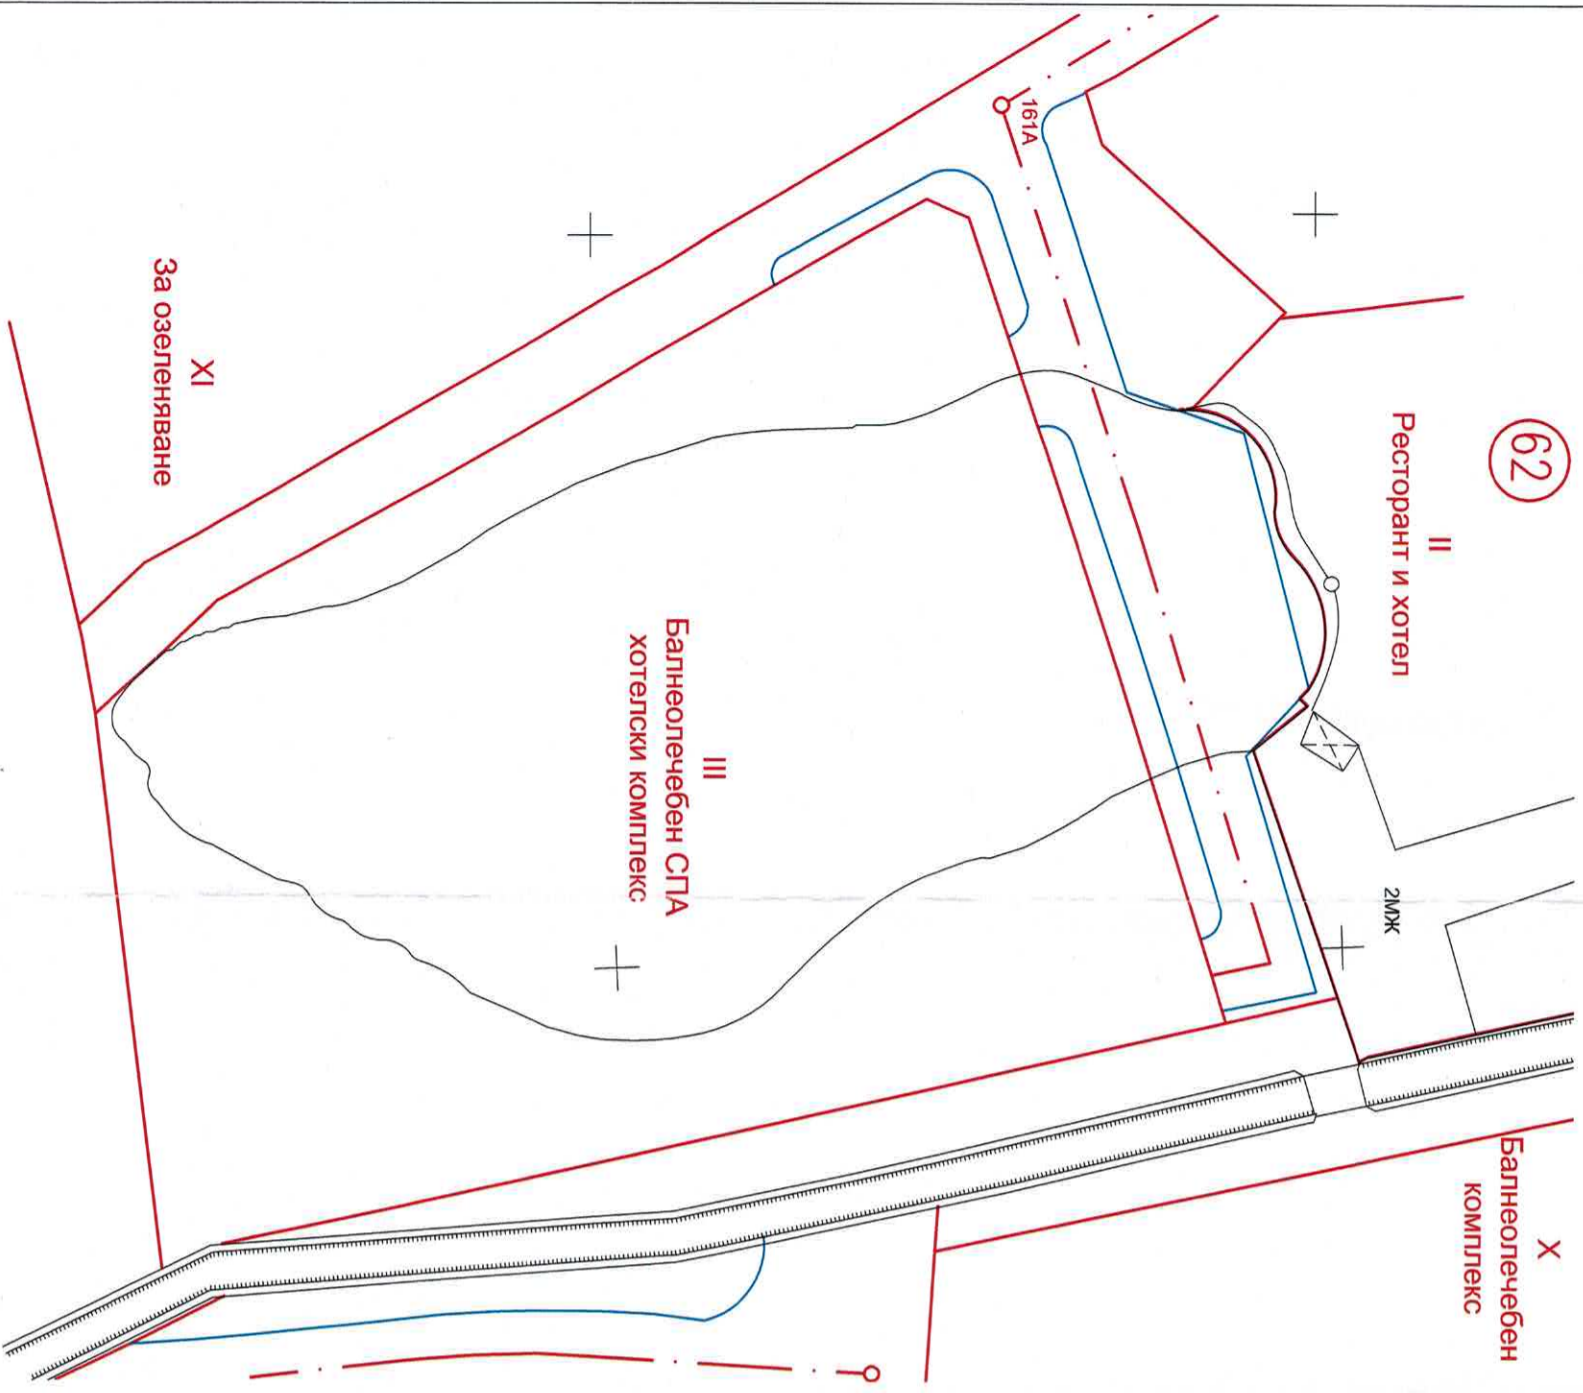 62
II
Ресторант и хотел
X
Балнеолечебен
комплекс
2МЖ
161А
III
Балнеолечебен СПА
хотелски комплекс
XI
За озеленяване